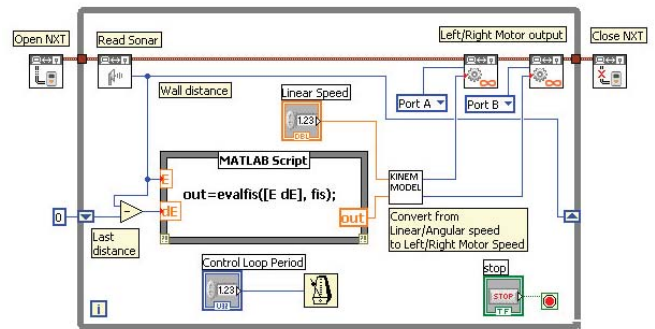 Open NXT
Read Sonar
Left/Right Motor output
Close NXT
Wall distance
Linear Speed
1.23
DBL
Port A
Port B
MATLAB Script
E
out=evalfis([E dE], fis);
dE
out
KINEM
MODEL
0
Last
distance
Convert from
Linear/Angular speed
to Left/Right Motor Speed
Control Loop Period
1.23
stop
STOP
TF
i